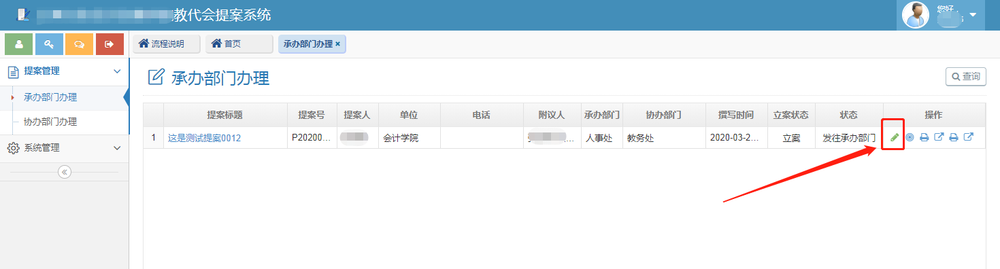 教代会提案系统
您好，
流程说明
首页
承办部门办理
提案管理
承办部门办理
协办部门办理
系统管理
承办部门办理
查询
提案标题 提案号 提案人 单位 电话 附议人 承办部门 协办部门 撰写时间 立案状态 状态 操作
1 这是测试提案0012 P20200... 会计学院 人事处 教务处 2020-03-2... 立案 发往承办部门